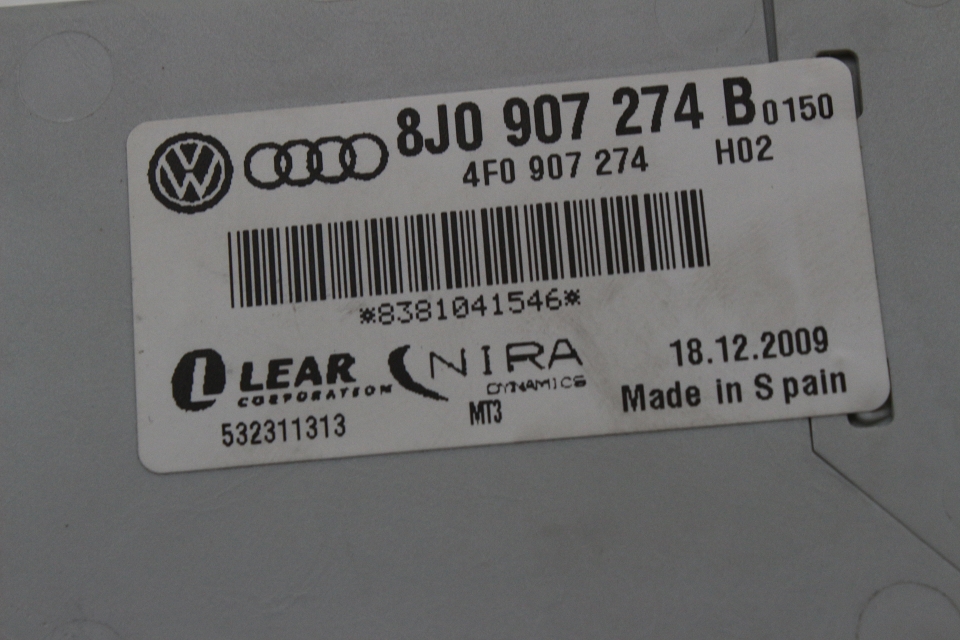 8J0 907 274 B 0150
4F0 907 274 H02
*8381041546*
LEAR
CORPORATION
NIRA
DYNAMICS
18.12.2009
532311313
MT3
Made in Spain